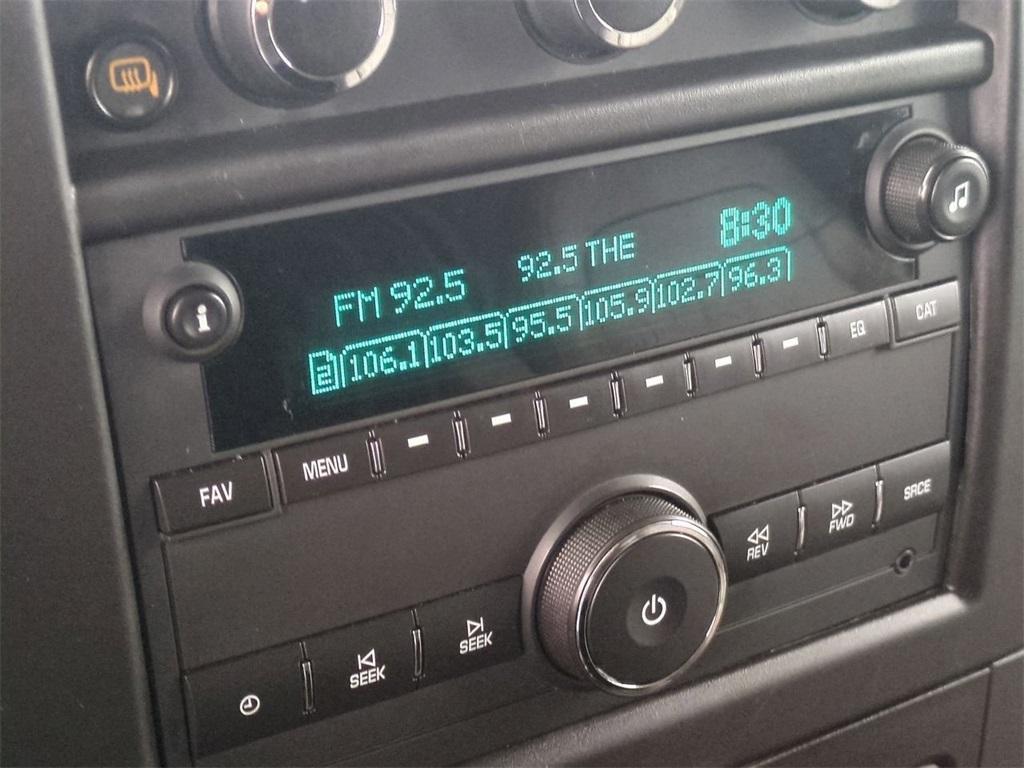 FM 92.5 92.5 THE 8:30
2 106.1 103.5 95.5 105.9 102.7 96.3
i
FAV MENU EQ CAT
REV FWD SRCE
SEEK SEEK